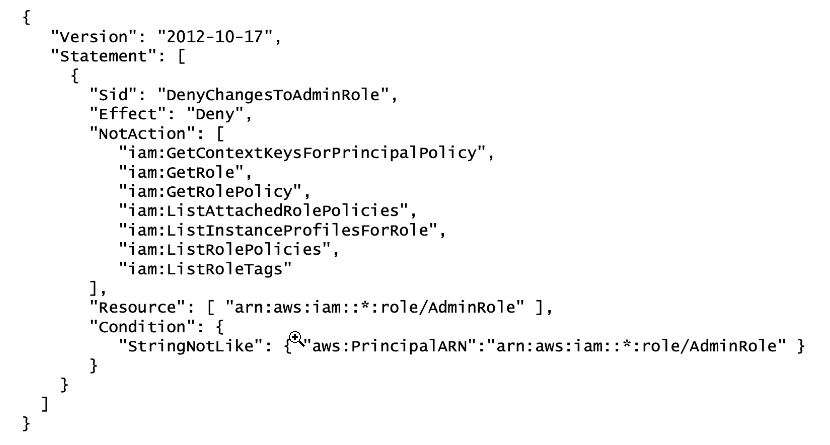 {
"Version": "2012-10-17",
"Statement": [
{
"Sid": "DenyChangesToAdminRole",
"Effect": "Deny",
"NotAction": [
"iam:GetContextKeysForPrincipalPolicy",
"iam:GetRole",
"iam:GetRolePolicy",
"iam:ListAttachedRolePolicies",
"iam:ListInstanceProfilesForRole",
"iam:ListRolePolicies",
"iam:ListRoleTags"
],
"Resource": [ "arn:aws:iam::*:role/AdminRole" ],
"Condition": {
"StringNotLike": { "aws:PrincipalARN":"arn:aws:iam::*:role/AdminRole" }
}
}
]
}